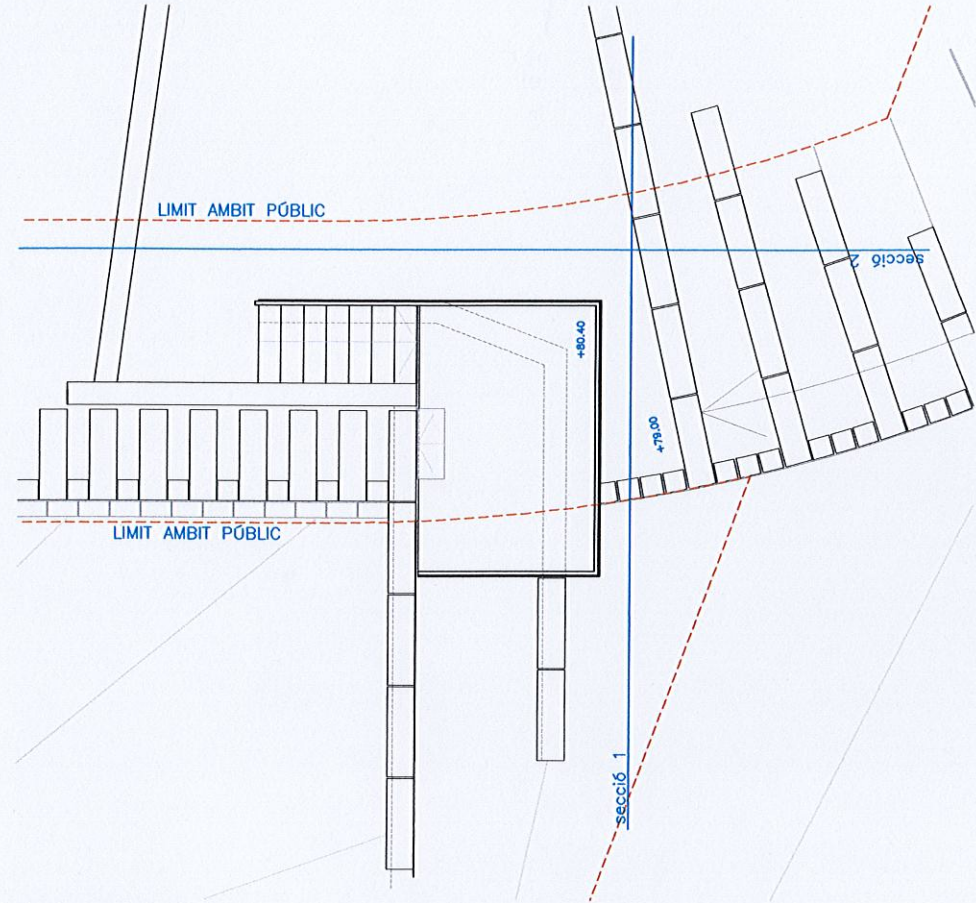 LIMIT AMBIT PÚBLIC
secció 2
+80.40
+79.00
LIMIT AMBIT PÚBLIC
secció 1